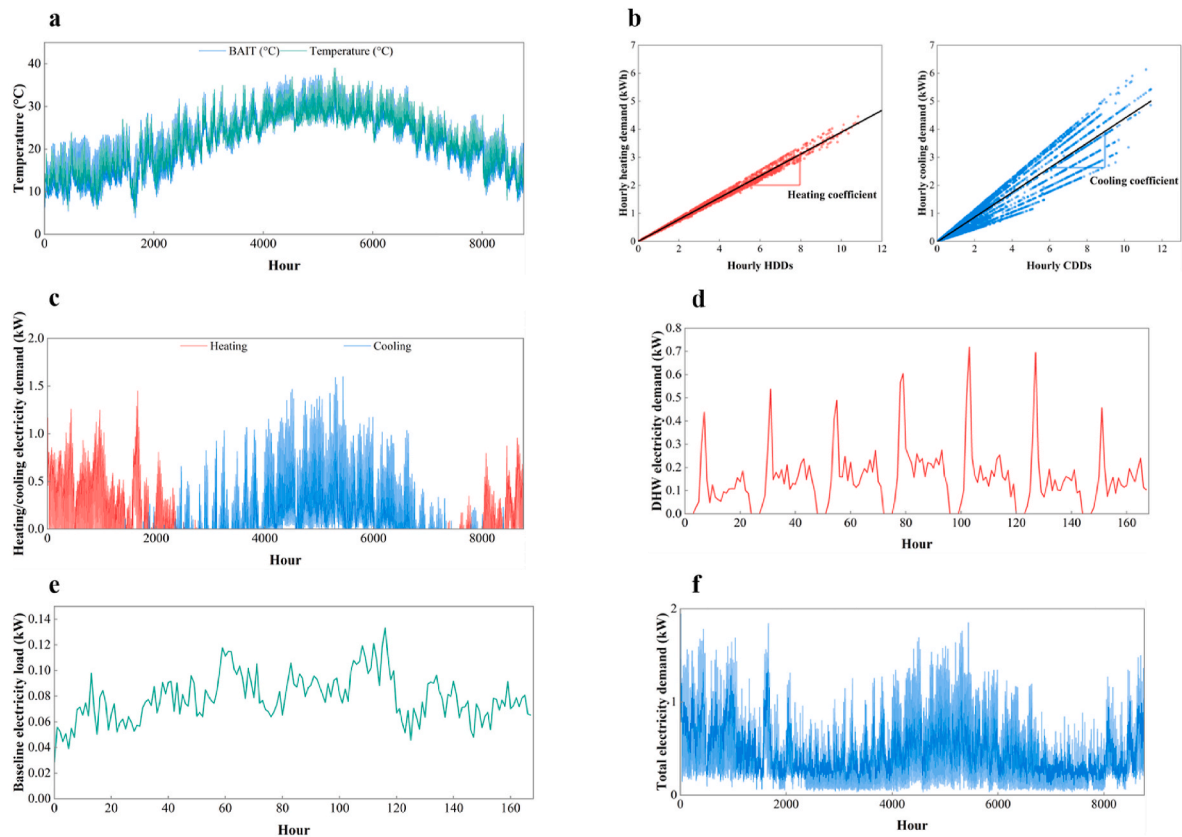 a
BAIT (°C) Temperature (°C)
Temperature (°C)
40
30
20
10
0
0 2000 4000 6000 8000
Hour
b
Hourly heating demand (kWh)
7
6
5
4
3
2
1
0
Heating coefficient
0 2 4 6 8 10 12
Hourly HDDs
Hourly cooling demand (kWh)
7
6
5
4
3
2
1
0
Cooling coefficient
0 2 4 6 8 10 12
Hourly CDDs
c
Heating/cooling electricity demand (kW)
2.0
1.5
1.0
0.5
0.0
Heating Cooling
0 2000 4000 6000 8000
Hour
d
DHW electricity demand (kW)
0.8
0.7
0.6
0.5
0.4
0.3
0.2
0.1
0.0
0 20 40 60 80 100 120 140 160
Hour
e
Baseline electricity load (kW)
0.14
0.12
0.10
0.08
0.06
0.04
0.02
0.00
0 20 40 60 80 100 120 140 160
Hour
f
Total electricity demand (kW)
2
1
0
0 2000 4000 6000 8000
Hour